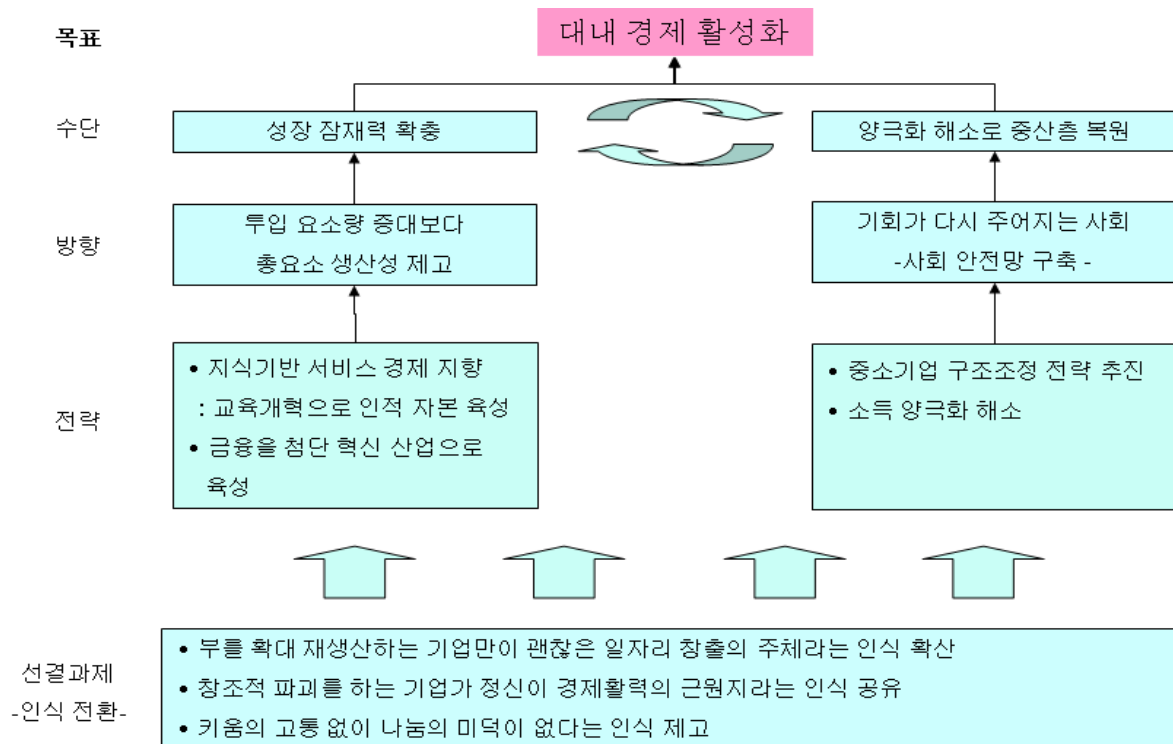 목표
대내 경제 활성화
수단
성장 잠재력 확충
양극화 해소로 중산층 복원
방향
투입 요소량 증대보다
총요소 생산성 제고
기회가 다시 주어지는 사회
-사회 안전망 구축 -
전략
• 지식기반 서비스 경제 지향
: 교육개혁으로 인적 자본 육성
• 금융을 첨단 혁신 산업으로
육성
• 중소기업 구조조정 전략 추진
• 소득 양극화 해소
선결과제
-인식 전환-
• 부를 확대 재생산하는 기업만이 괜찮은 일자리 창출의 주체라는 인식 확산
• 창조적 파괴를 하는 기업가 정신이 경제활력의 근원지라는 인식 공유
• 키움의 고통 없이 나눔의 미덕이 없다는 인식 제고